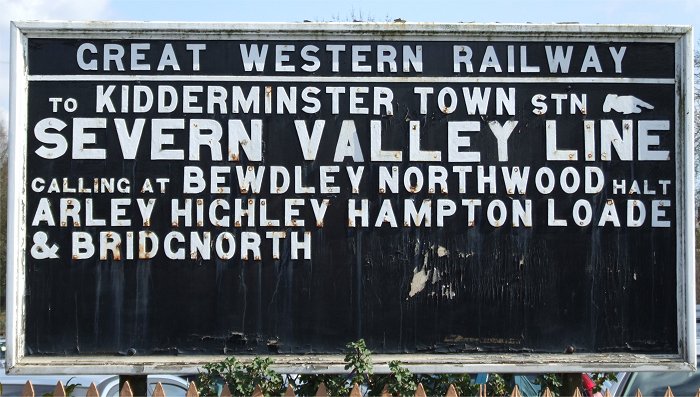 GREAT WESTERN RAILWAY
TO KIDDERMINSTER TOWN STN
SEVERN VALLEY LINE
CALLING AT BEWDLEY NORTHWOOD HALT
ARLEY HIGHLEY HAMPTON LOADE
& BRIDGNORTH